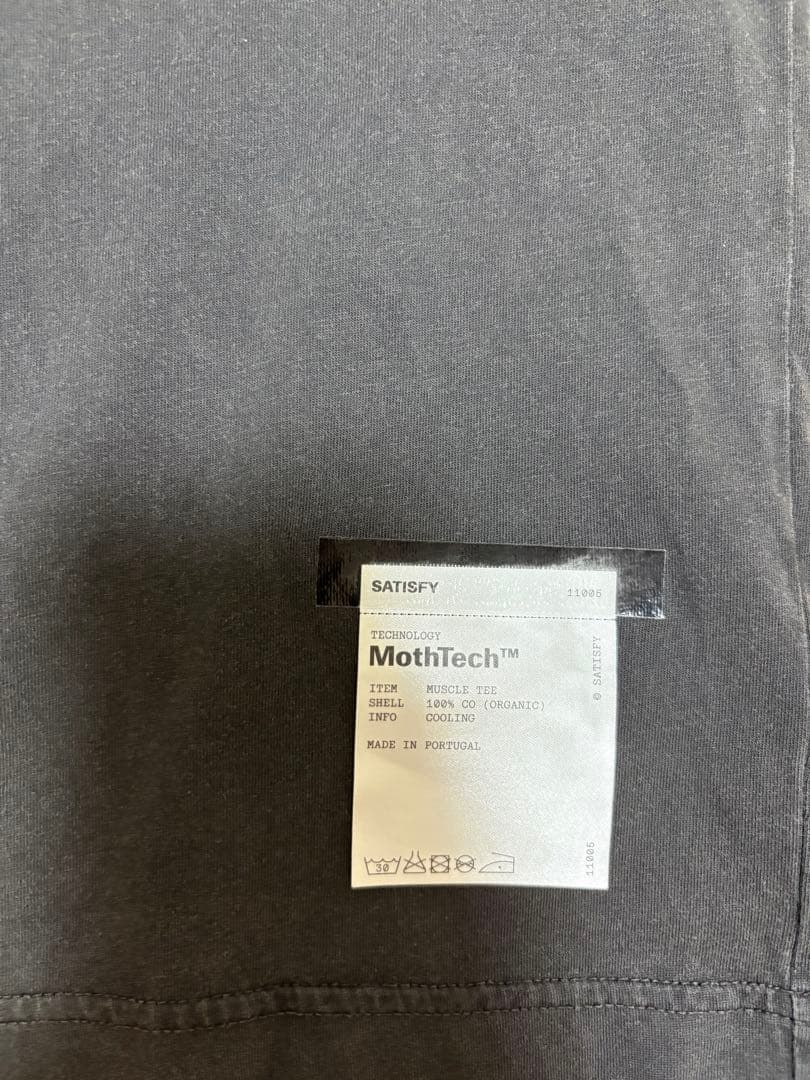 SATISFY 11005
TECHNOLOGY
MothTech™
ITEM MUSCLE TEE
SHELL 100% CO (ORGANIC)
INFO COOLING
MADE IN PORTUGAL
© SATISFY
30
11005